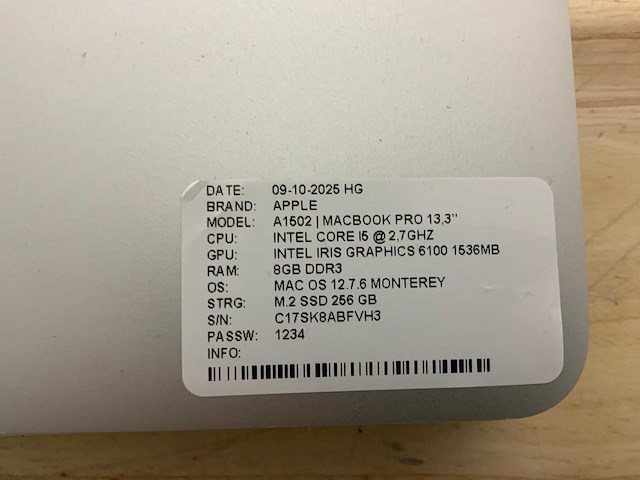 DATE: 09-10-2025 HG
BRAND: APPLE
MODEL: A1502 | MACBOOK PRO 13,3''
CPU: INTEL CORE I5 @ 2,7GHZ
GPU: INTEL IRIS GRAPHICS 6100 1536MB
RAM: 8GB DDR3
OS: MAC OS 12.7.6 MONTEREY
STRG: M.2 SSD 256 GB
S/N: C17SK8ABFVH3
PASSW: 1234
INFO: